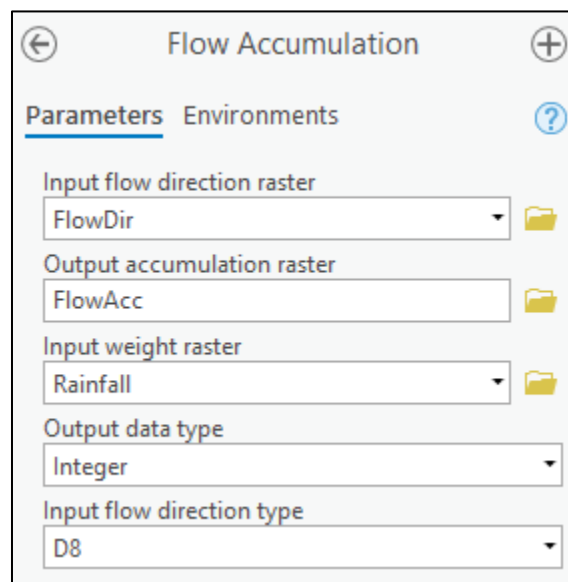 Flow Accumulation
Parameters Environments
Input flow direction raster
FlowDir
Output accumulation raster
FlowAcc
Input weight raster
Rainfall
Output data type
Integer
Input flow direction type
D8